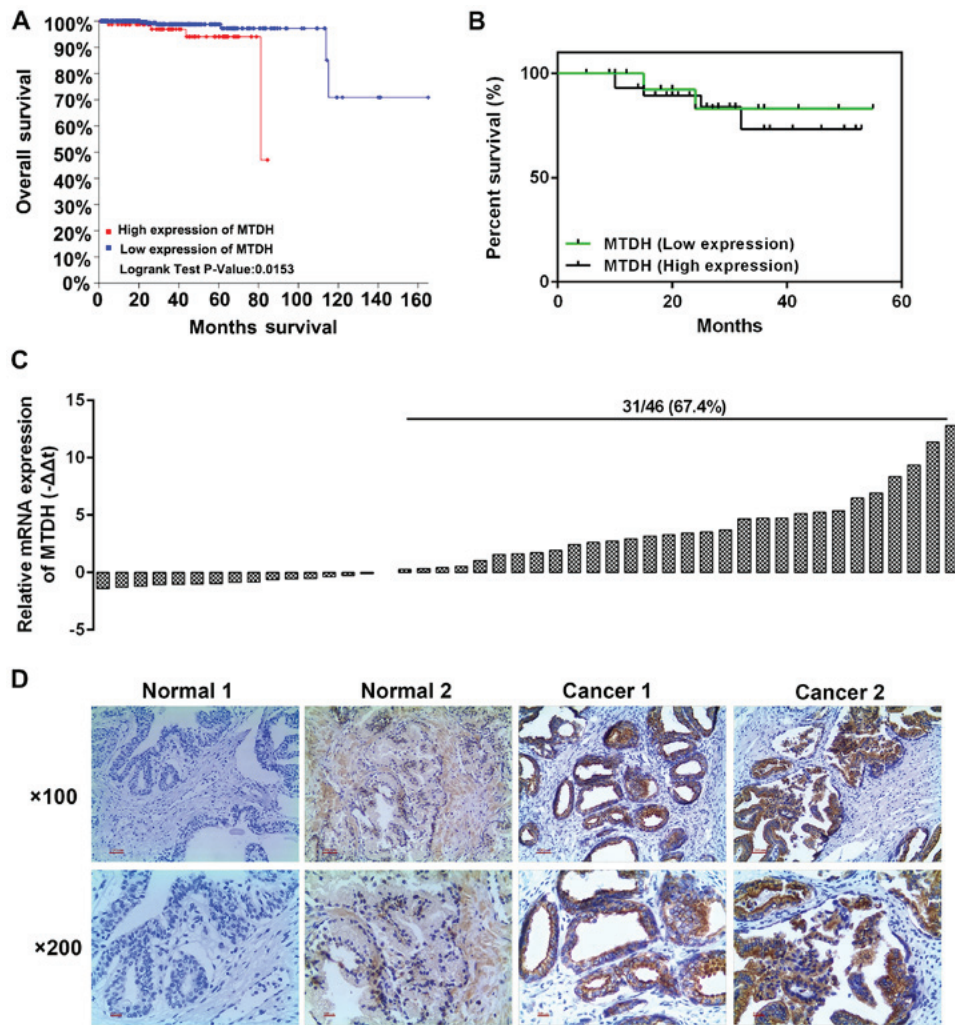 A
100%
90%
80%
70%
60%
50%
40%
30%
20%
10%
0%
Overall survival
High expression of MTDH
Low expression of MTDH
Logrank Test P-Value:0.0153
0 20 40 60 80 100 120 140 160
Months survival
B
100
50
0
Percent survival (%)
MTDH (Low expression)
MTDH (High expression)
0 20 40 60
Months
C
15
10
5
0
-5
Relative mRNA expression
of MTDH (-ΔΔt)
31/46 (67.4%)
D
Normal 1 Normal 2 Cancer 1 Cancer 2
×100
×200